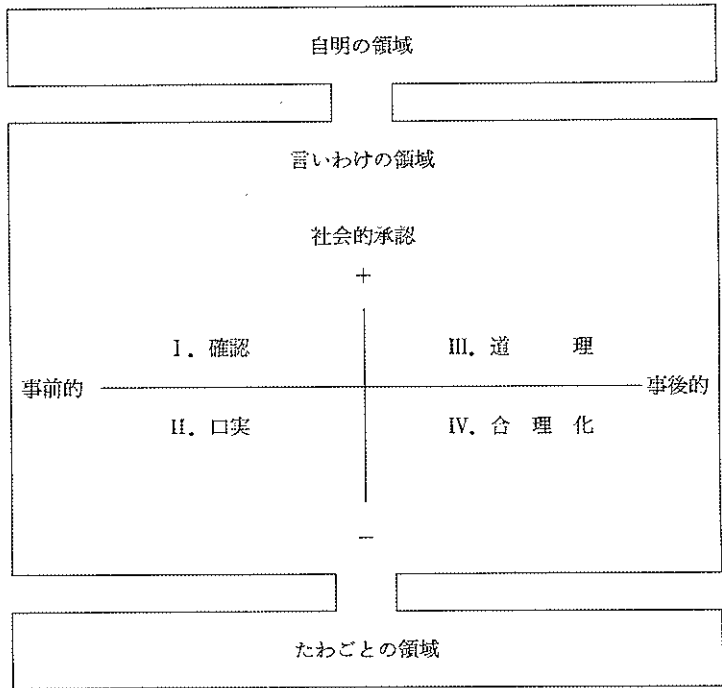 自明の領域
言いわけの領域
社会的承認
+
I. 確認 III. 道 理
事前的 事後的
II. 口実 IV. 合 理 化
−
たわごとの領域